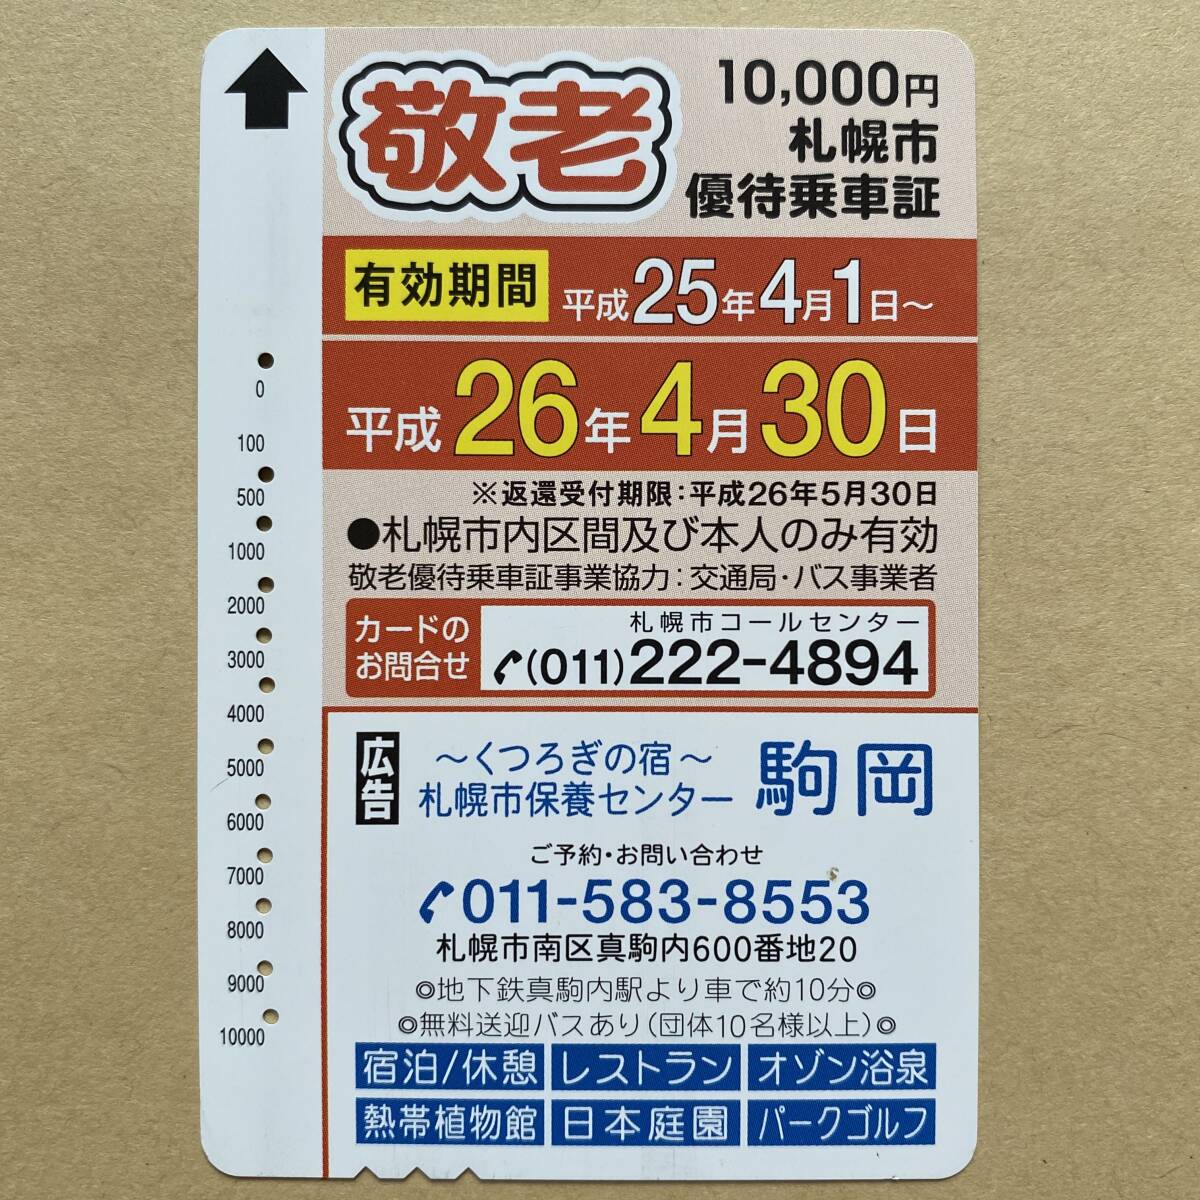 敬老
10,000円
札幌市
優待乗車証
有効期間 平成25年4月1日～
平成26年4月30日
※返還受付期限：平成26年5月30日
●札幌市内区間及び本人のみ有効
敬老優待乗車証事業協力：交通局・バス事業者
カードの
お問合せ
札幌市コールセンター
(011)222-4894
0
100
500
1000
2000
3000
4000
5000
6000
7000
8000
9000
10000
広告
～くつろぎの宿～
札幌市保養センター 駒岡
ご予約・お問い合わせ
011-583-8553
札幌市南区真駒内600番地20
◎地下鉄真駒内駅より車で約10分◎
◎無料送迎バスあり（団体10名様以上）◎
宿泊/休憩 レストラン オゾン浴泉
熱帯植物館 日本庭園 パークゴルフ